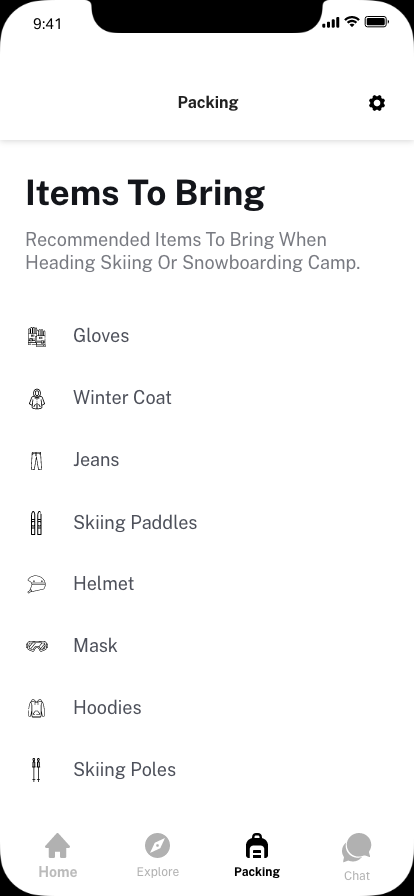 9:41
Packing
Items To Bring
Recommended Items To Bring When
Heading Skiing Or Snowboarding Camp.
Gloves
Winter Coat
Jeans
Skiing Paddles
Helmet
Mask
Hoodies
Skiing Poles
Home
Explore
Packing
Chat